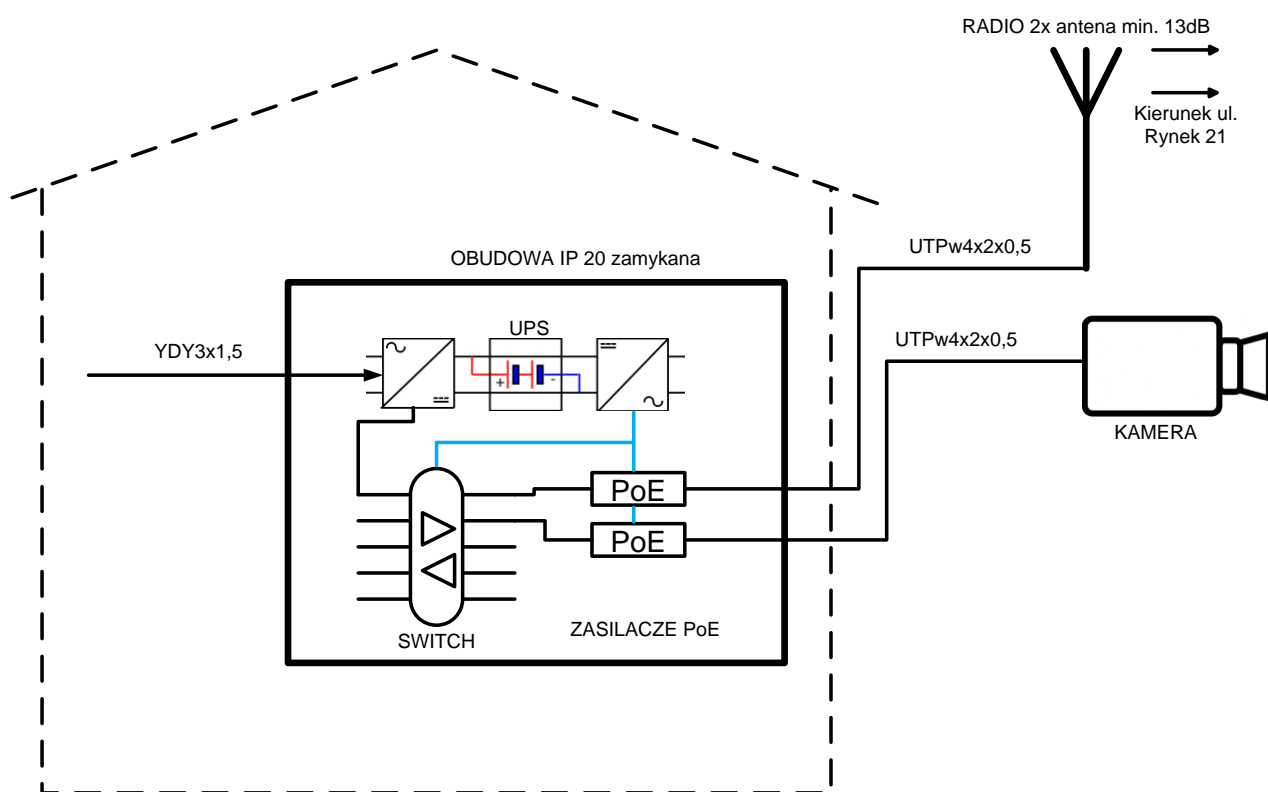 RADIO 2x antena min. 13dB
Kierunek ul.
Rynek 21
UTPw4x2x0,5
OBUDOWA IP 20 zamykana
UPS
YDY3x1,5
UTPw4x2x0,5
+
-
KAMERA
PoE
PoE
ZASILACZE PoE
SWITCH